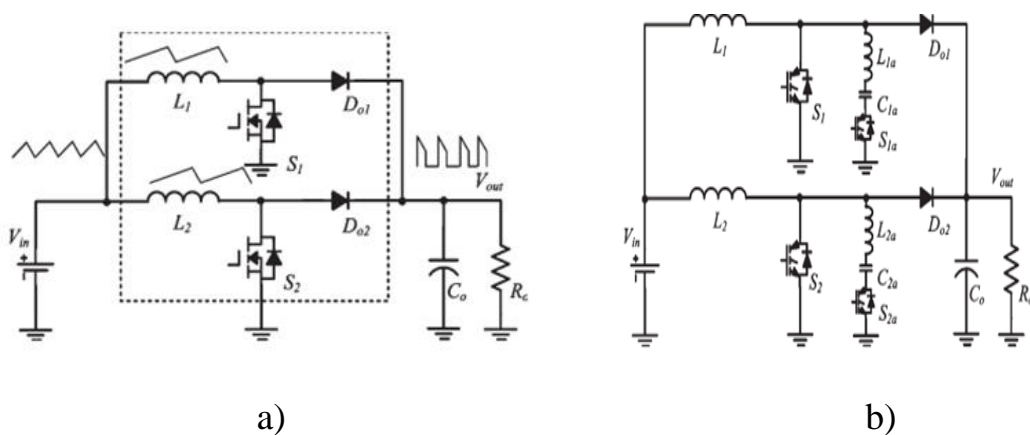 L1
Do1
S1
Vout
L2
Do2
Vin
+
-
S2
Co
Ro
a)
L1
Do1
L1a
S1
C1a
S1a
Vout
L2
Do2
Vin
+
-
L2a
S2
C2a
S2a
Co
b)